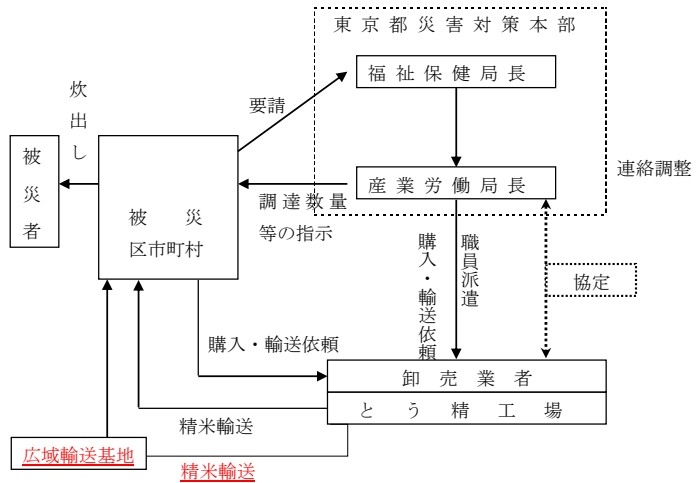 東京都災害対策本部
福祉保健局長
炊出し
要請
被災者
連絡調整
産業労働局長
調達数量
等の指示
被災
区市町村
購入・輸送依頼
職員派遣
協定
購入・輸送依頼
卸売業者
とう精工場
精米輸送
広域輸送基地
精米輸送